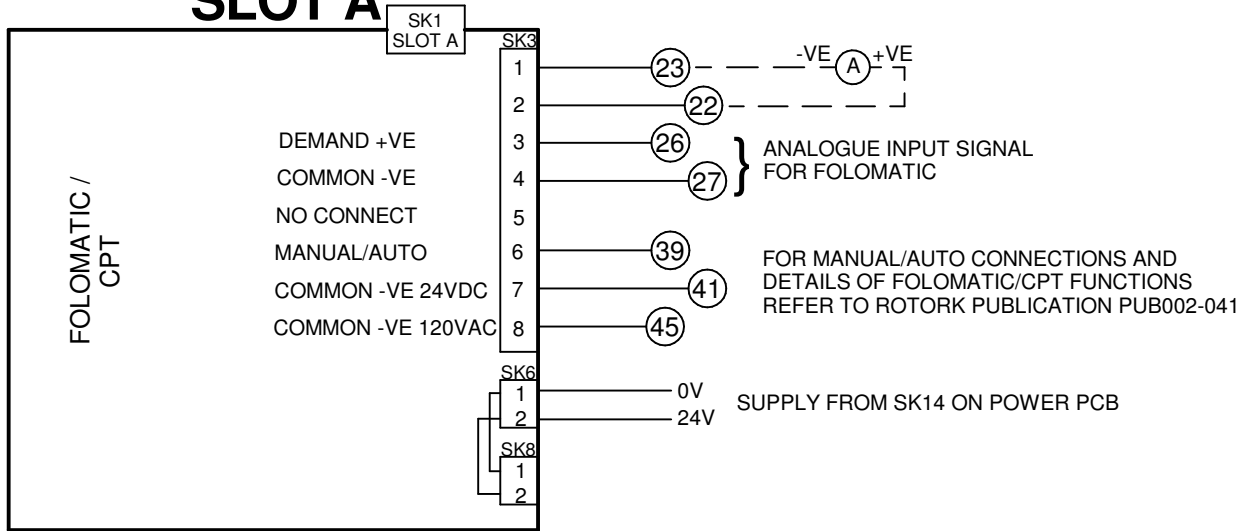 SLOT A
SK1
SLOT A
SK3
1
23
-VE
A
+VE
2
22
DEMAND +VE
3
26
COMMON -VE
4
27
}
ANALOGUE INPUT SIGNAL
FOR FOLOMATIC
NO CONNECT
5
MANUAL/AUTO
6
39
COMMON -VE 24VDC
7
41
COMMON -VE 120VAC
8
45
FOR MANUAL/AUTO CONNECTIONS AND
DETAILS OF FOLOMATIC/CPT FUNCTIONS
REFER TO ROTORK PUBLICATION PUB002-041
FOLOMATIC /
CPT
SK6
1
0V
2
24V
SUPPLY FROM SK14 ON POWER PCB
SK8
1
2